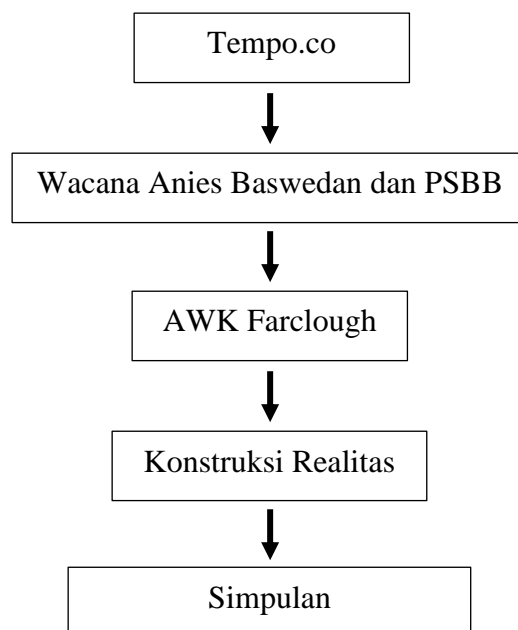 Tempo.co
Wacana Anies Baswedan dan PSBB
AWK Farclough
Konstruksi Realitas
Simpulan